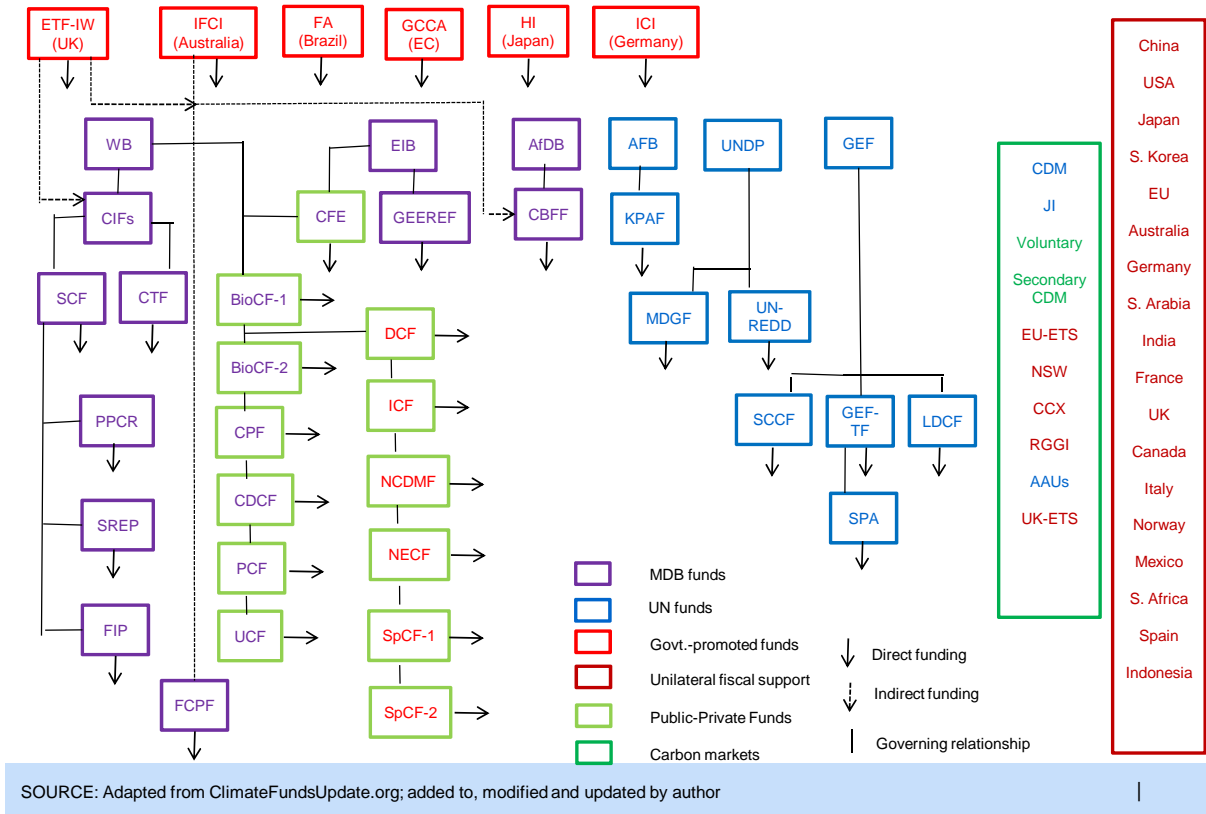 ETF-IW
(UK)
IFCI
(Australia)
FA
(Brazil)
GCCA
(EC)
HI
(Japan)
ICI
(Germany)
WB
EIB
AfDB
AFB
UNDP
GEF
CIFs
CFE
GEEREF
CBFF
KPAF
SCF
CTF
BioCF-1
MDGF
UN-
REDD
DCF
BioCF-2
ICF
SCCF
GEF-
TF
LDCF
PPCR
CPF
NCDMF
CDCF
SPA
SREP
NECF
PCF
FIP
UCF
SpCF-1
FCPF
SpCF-2
MDB funds
UN funds
Govt.-promoted funds
Unilateral fiscal support
Public-Private Funds
Carbon markets
Direct funding
Indirect funding
Governing relationship
CDM
JI
Voluntary
Secondary
CDM
EU-ETS
NSW
CCX
RGGI
AAUs
UK-ETS
China
USA
Japan
S. Korea
EU
Australia
Germany
S. Arabia
India
France
UK
Canada
Italy
Norway
Mexico
S. Africa
Spain
Indonesia
SOURCE: Adapted from ClimateFundsUpdate.org; added to, modified and updated by author